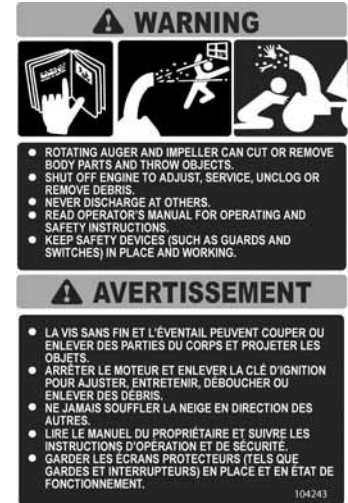 WARNING
● ROTATING AUGER AND IMPELLER CAN CUT OR REMOVE
BODY PARTS AND THROW OBJECTS.
● SHUT OFF ENGINE TO ADJUST, SERVICE, UNCLOG OR
REMOVE DEBRIS.
● NEVER DISCHARGE AT OTHERS.
● READ OPERATOR'S MANUAL FOR OPERATING AND
SAFETY INSTRUCTIONS.
● KEEP SAFETY DEVICES (SUCH AS GUARDS AND
SWITCHES) IN PLACE AND WORKING.
AVERTISSEMENT
● LA VIS SANS FIN ET L'ÉVENTAIL PEUVENT COUPER OU
ENLEVER DES PARTIES DU CORPS ET PROJETER LES
OBJETS.
● ARRÊTER LE MOTEUR ET ENLEVER LA CLÉ D'IGNITION
POUR AJUSTER, ENTRETENIR, DÉBOUCHER OU
ENLEVER DES DÉBRIS.
● NE JAMAIS SOUFFLER LA NEIGE EN DIRECTION DES
AUTRES.
● LIRE LE MANUEL DU PROPRIÉTAIRE ET SUIVRE LES
INSTRUCTIONS D'OPÉRATION ET DE SÉCURITÉ.
● GARDER LES ÉCRANS PROTECTEURS (TELS QUE
GARDES ET INTERRUPTEURS) EN PLACE ET EN ÉTAT DE
FONCTIONNEMENT.
104243